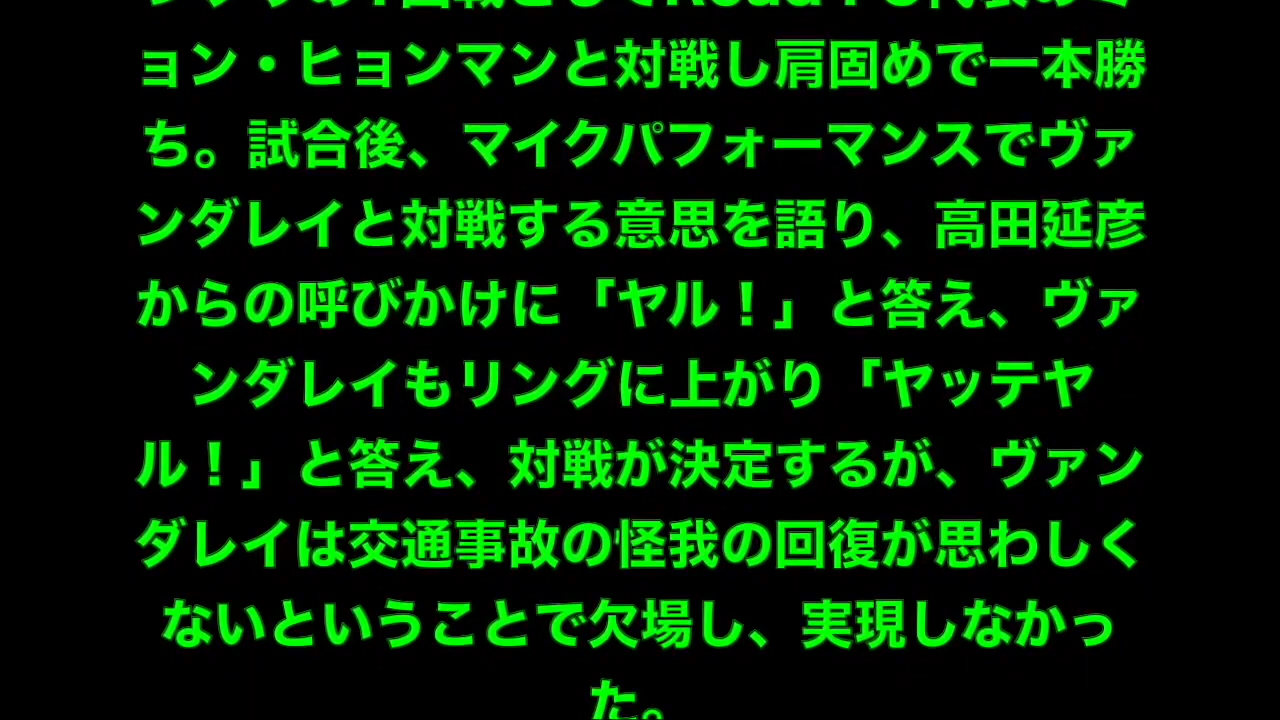 ョン・ヒョンマンと対戦し肩固めで一本勝
ち。試合後、マイクパフォーマンスでヴァ
ンダレイと対戦する意思を語り、高田延彦
からの呼びかけに「ヤル！」と答え、ヴァ
ンダレイもリングに上がり「ヤッテヤ
ル！」と答え、対戦が決定するが、ヴァン
ダレイは交通事故の怪我の回復が思わしく
ないということで欠場し、実現しなかっ
た。